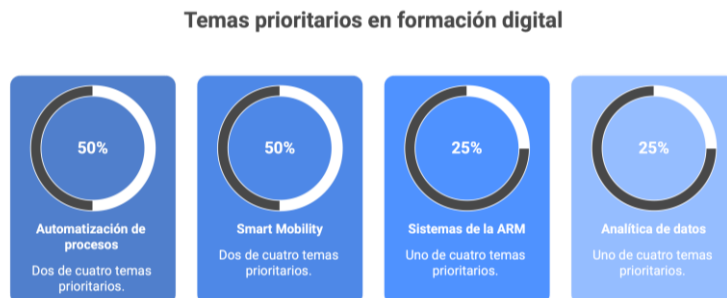 Temas prioritarios en formación digital
50%
Automatización de
procesos
Dos de cuatro temas
prioritarios.
50%
Smart Mobility
Dos de cuatro temas
prioritarios.
25%
Sistemas de la ARM
Uno de cuatro temas
prioritarios.
25%
Analítica de datos
Uno de cuatro temas
prioritarios.